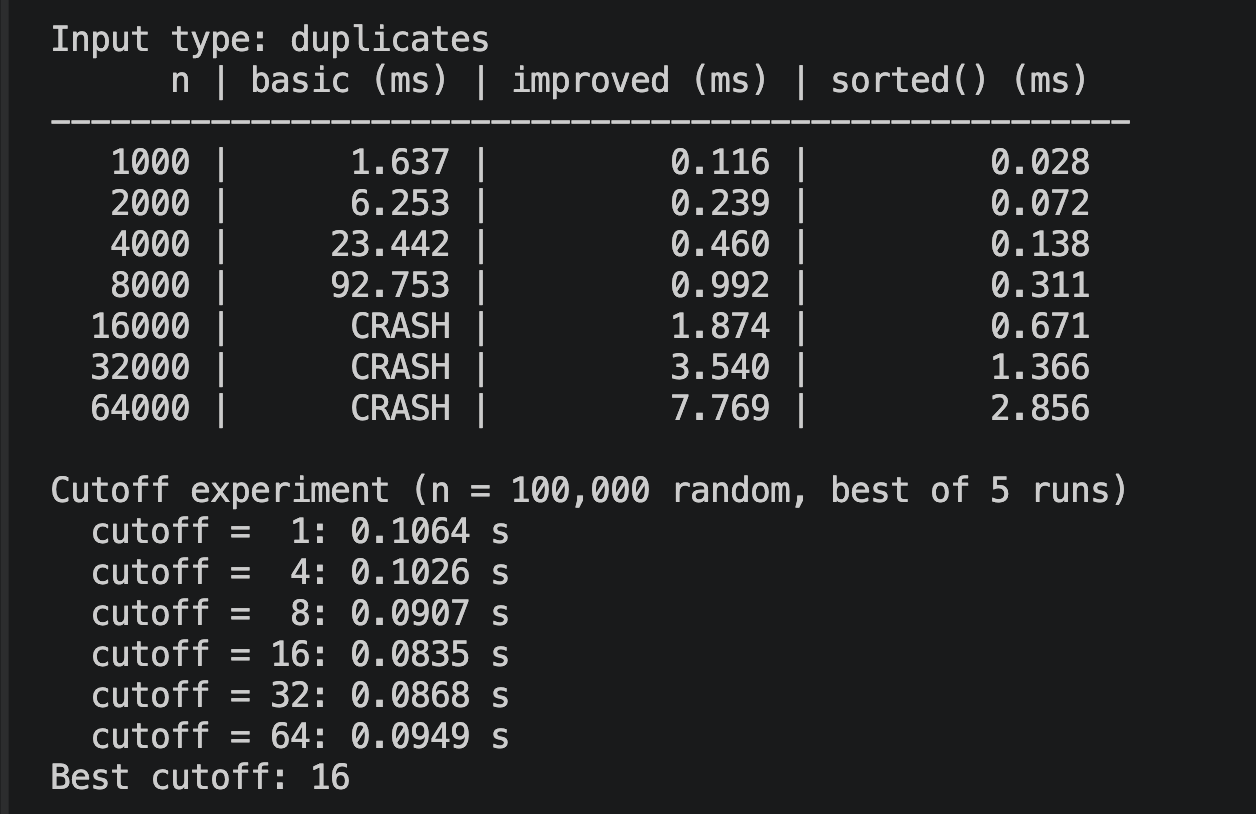 Input type: duplicates
      n | basic (ms) | improved (ms) | sorted() (ms)
------------------------------------------------------
   1000 |      1.637 |         0.116 |         0.028
   2000 |      6.253 |         0.239 |         0.072
   4000 |     23.442 |         0.460 |         0.138
   8000 |     92.753 |         0.992 |         0.311
  16000 |      CRASH |         1.874 |         0.671
  32000 |      CRASH |         3.540 |         1.366
  64000 |      CRASH |         7.769 |         2.856

Cutoff experiment (n = 100,000 random, best of 5 runs)
  cutoff =  1: 0.1064 s
  cutoff =  4: 0.1026 s
  cutoff =  8: 0.0907 s
  cutoff = 16: 0.0835 s
  cutoff = 32: 0.0868 s
  cutoff = 64: 0.0949 s
Best cutoff: 16